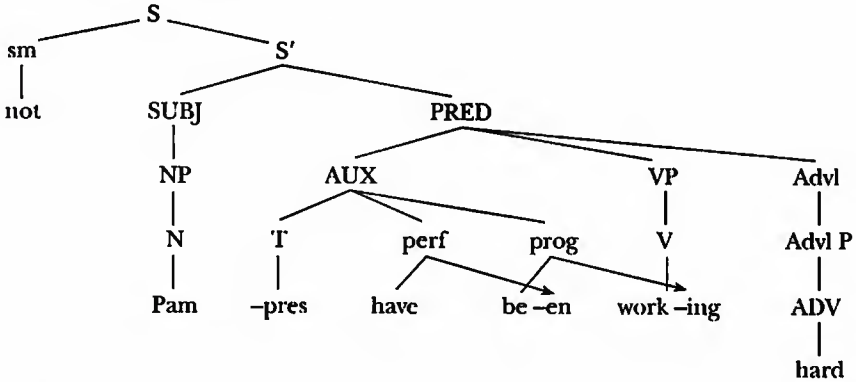 S
sm S′
not SUBJ PRED
NP AUX VP Advl
N T perf prog V Advl P
Pam –pres have be –en work –ing ADV
hard